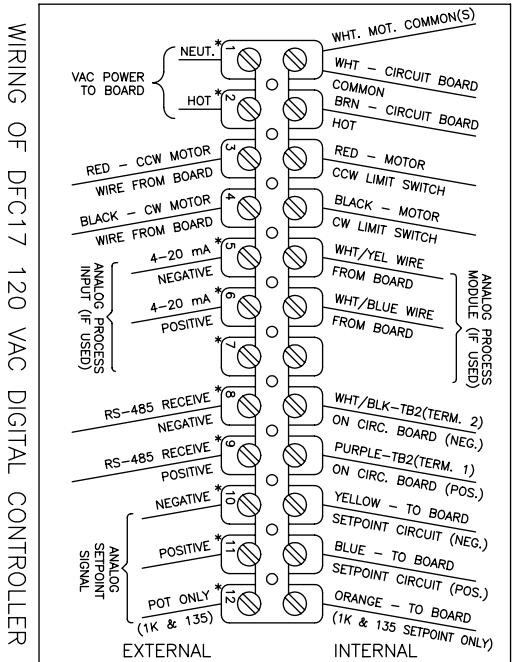 WIRING OF DFC17 120 VAC DIGITAL CONTROLLER
WHT. MOT. COMMON(S)
NEUT.*
1
WHT - CIRCUIT BOARD
COMMON
VAC POWER
TO BOARD
HOT *
2
BRN - CIRCUIT BOARD
HOT
RED - CCW MOTOR
WIRE FROM BOARD
3
RED - MOTOR
CCW LIMIT SWITCH
BLACK - CW MOTOR
WIRE FROM BOARD
4
BLACK - MOTOR
CW LIMIT SWITCH
ANALOG PROCESS
INPUT (IF USED)
4-20 mA*
NEGATIVE
5
WHT/YEL WIRE
FROM BOARD
4-20 mA*
POSITIVE
6
WHT/BLUE WIRE
FROM BOARD
ANALOG PROCESS
MODULE (IF USED)
*
7
RS-485 RECEIVE*
NEGATIVE
8
WHT/BLK-TB2(TERM. 2)
ON CIRC. BOARD (NEG.)
RS-485 RECEIVE*
POSITIVE
9
PURPLE-TB2(TERM. 1)
ON CIRC. BOARD (POS.)
ANALOG
SETPOINT
SIGNAL
NEGATIVE*
10
YELLOW - TO BOARD
SETPOINT CIRCUIT (NEG.)
POSITIVE*
11
BLUE - TO BOARD
SETPOINT CIRCUIT (POS.)
POT ONLY*
(1K & 135)
12
ORANGE - TO BOARD
(1K & 135 SETPOINT ONLY)
EXTERNAL
INTERNAL